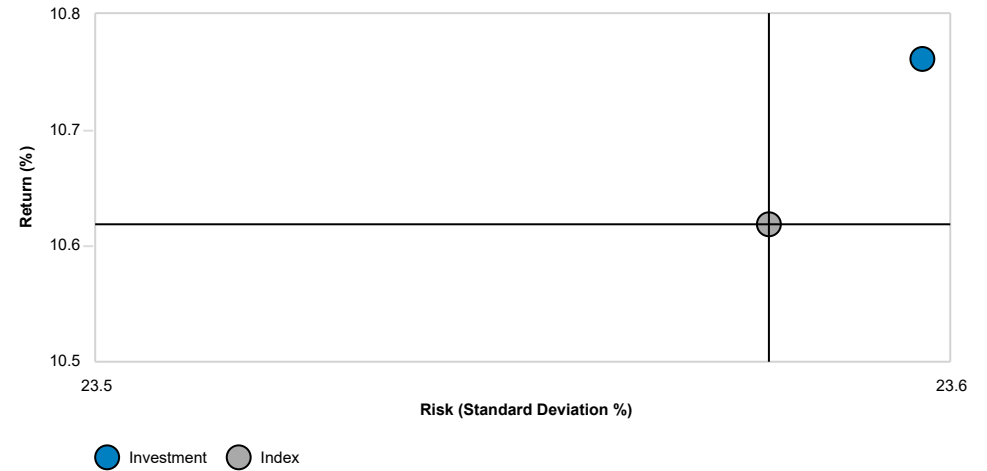 10.8
10.7
10.6
10.5
Return (%)
23.5
23.6
Risk (Standard Deviation %)
Investment
Index